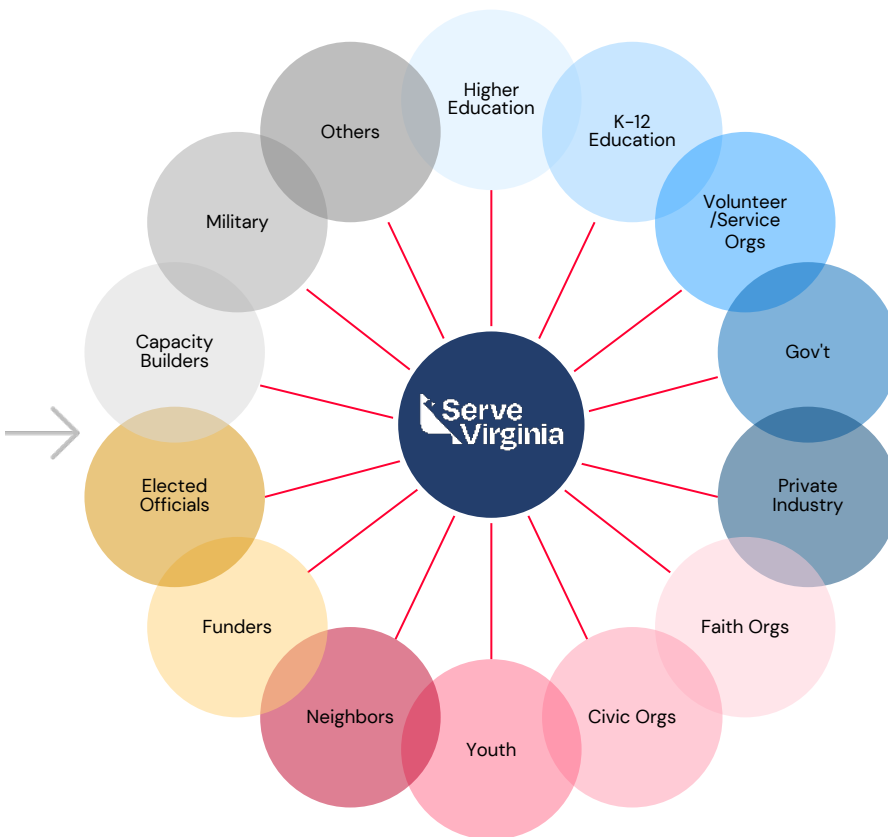 Higher
Education
K-12
Education
Volunteer
/Service
Orgs
Gov't
Private
Industry
Faith Orgs
Civic Orgs
Youth
Neighbors
Funders
Elected
Officials
Capacity
Builders
Military
Others
Serve
Virginia